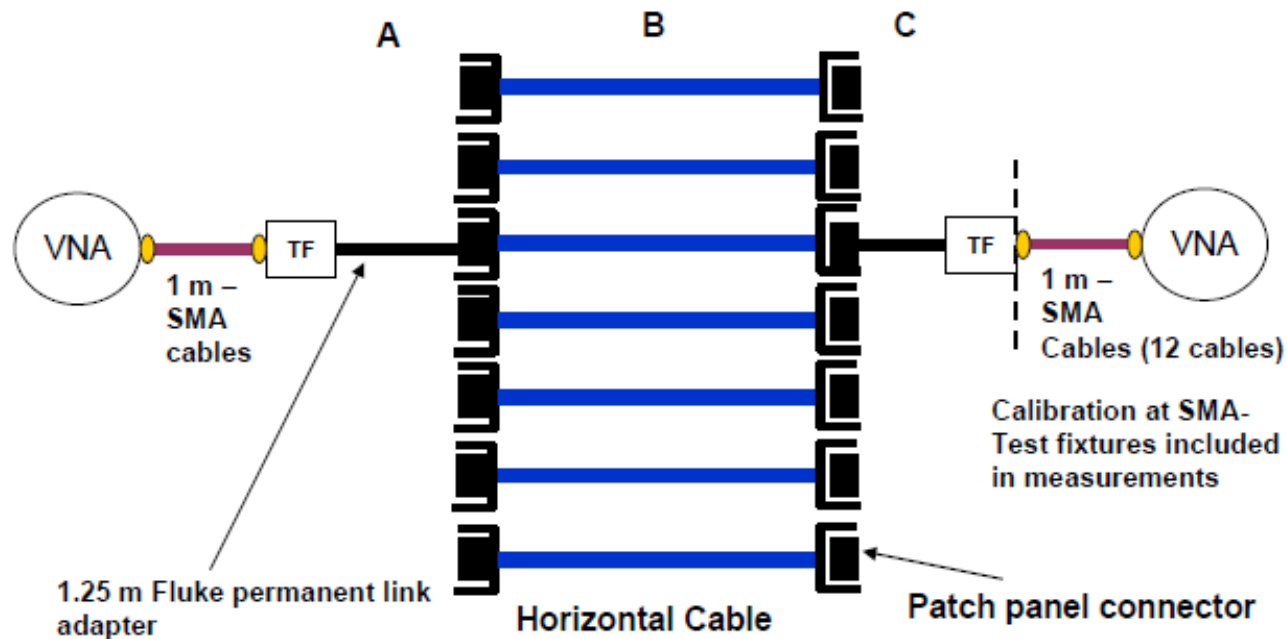 A
B
C
VNA
TF
TF
VNA
1 m –
SMA
cables
1 m –
SMA
Cables (12 cables)
Calibration at SMA-
Test fixtures included
in measurements
1.25 m Fluke permanent link
adapter
Horizontal Cable
Patch panel connector